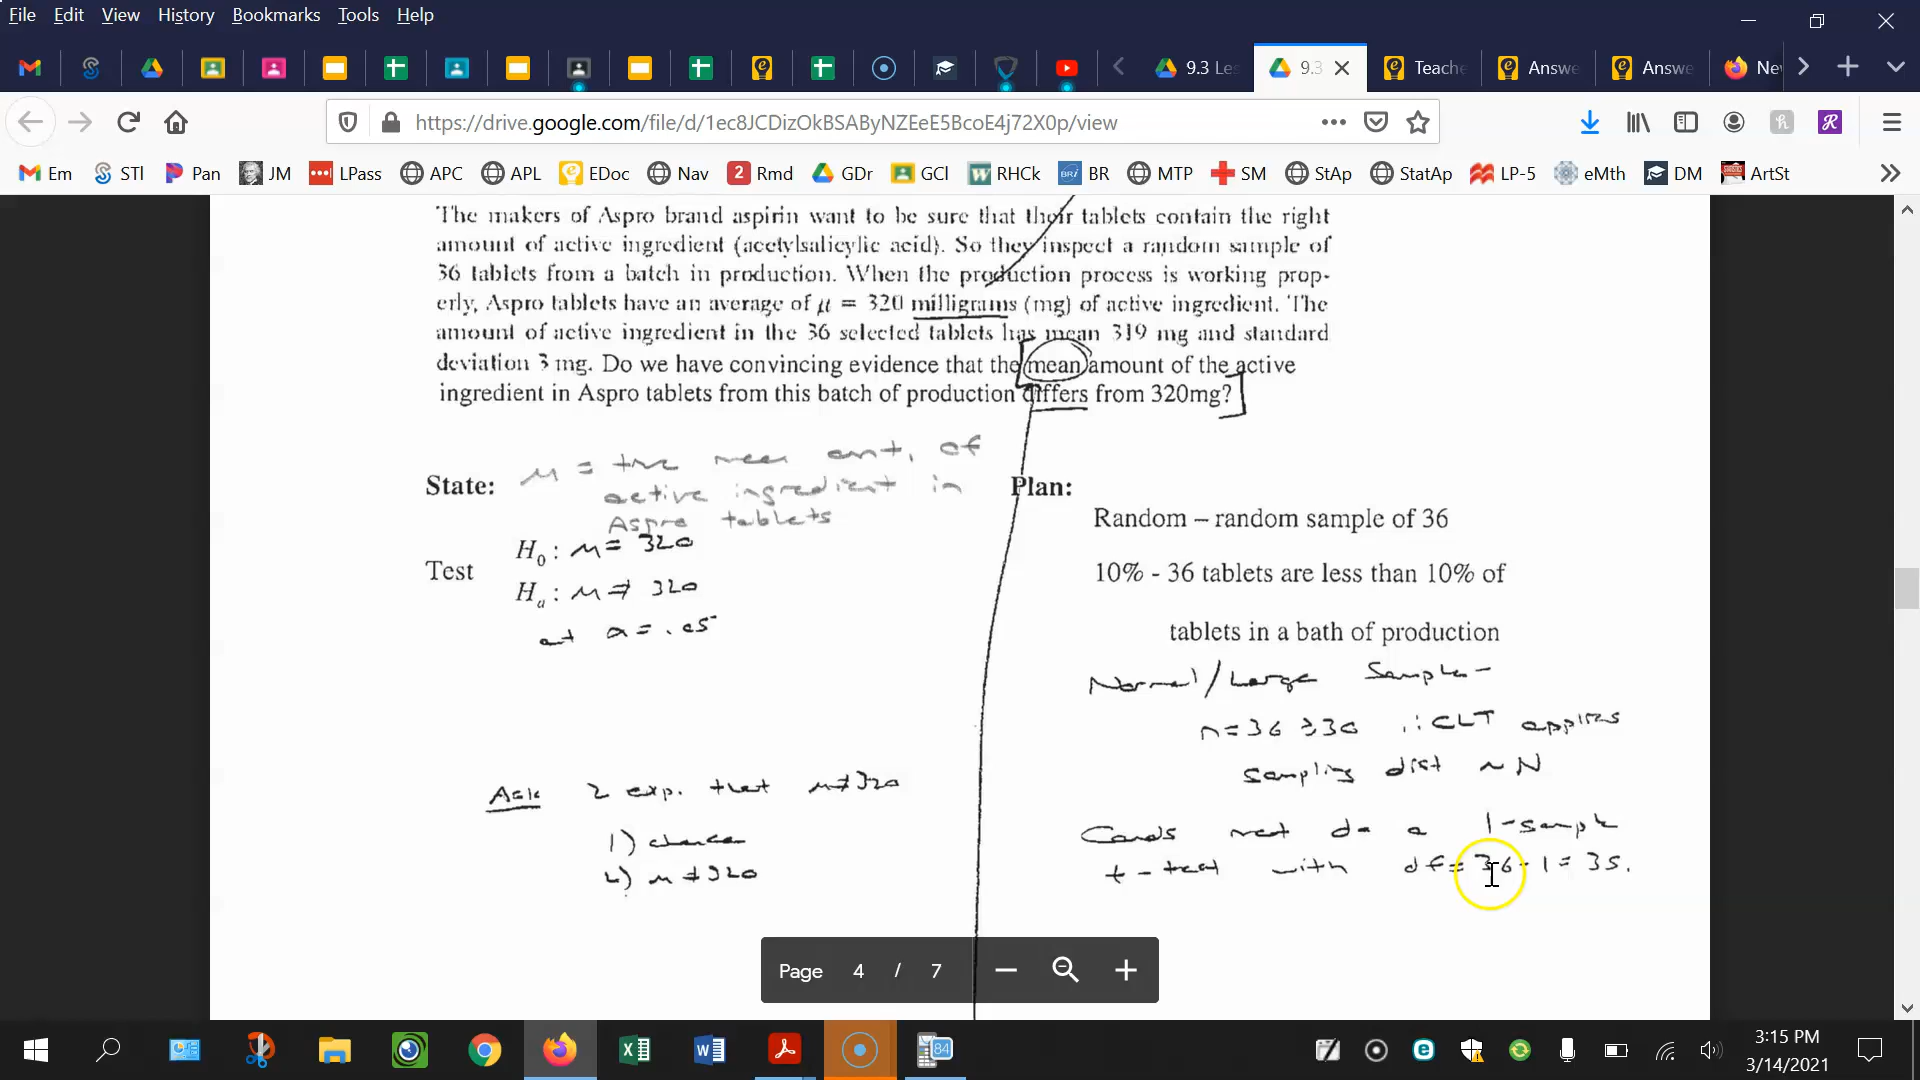 File Edit View History Bookmarks Tools Help
9.3 Les 9.3 Teache Answe Answe Nev
https://drive.google.com/file/d/1ec8JCDizOkBSAByNZEeE5BcoE4j72X0p/view
Em STl Pan JM LPass APC APL EDoc Nav 2 Rmd GDr GCl RHCk BRi BR MTP SM StAp StatAp LP-5 eMth DM ArtSt
The makers of Aspro brand aspirin want to be sure that their tablets contain the right
amount of active ingredient (acetylsalicylic acid). So they inspect a random sample of
36 tablets from a batch in production. When the production process is working prop-
erly, Aspro tablets have an average of μ = 320 milligrams (mg) of active ingredient. The
amount of active ingredient in the 36 selected tablets has mean 319 mg and standard
deviation 3 mg. Do we have convincing evidence that the [mean amount of the active
ingredient in Aspro tablets from this batch of production differs from 320mg?]
State: μ = the mean amt. of
active ingredient in
Aspro tablets
Test
H₀ : μ = 320
Hₐ : μ ≠ 320
at α = .05
Ask 2 exp. that μ ≠ 320
1) chance
2) μ ≠ 320
Plan:
Random – random sample of 36
10% - 36 tablets are less than 10% of
tablets in a bath of production
Normal/Large Sample -
n = 36 ≥ 30 ∴ CLT applies
sampling dist ~ N
Conds met do a 1-sample
t-test with df = 36 - 1 = 35.
Page 4 / 7
84
3:15 PM
3/14/2021